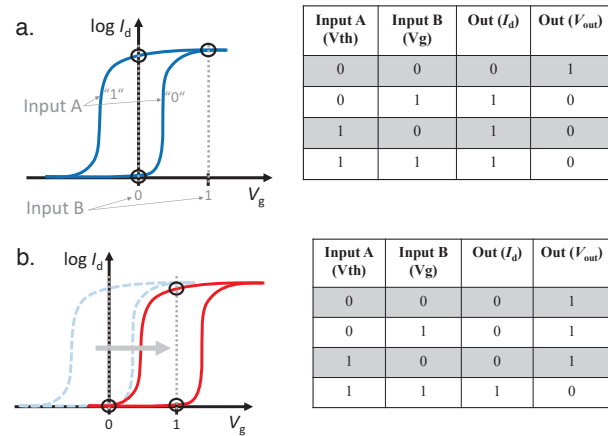 a.
log Id
Input A
“1“
“0“
0
1
Vg
Input B
Input A (Vth) Input B (Vg) Out (Id) Out (Vout)
0 0 0 1
0 1 1 0
1 0 1 0
1 1 1 0
b.
log Id
0
1
Vg
Input A (Vth) Input B (Vg) Out (Id) Out (Vout)
0 0 0 1
0 1 0 1
1 0 0 1
1 1 1 0